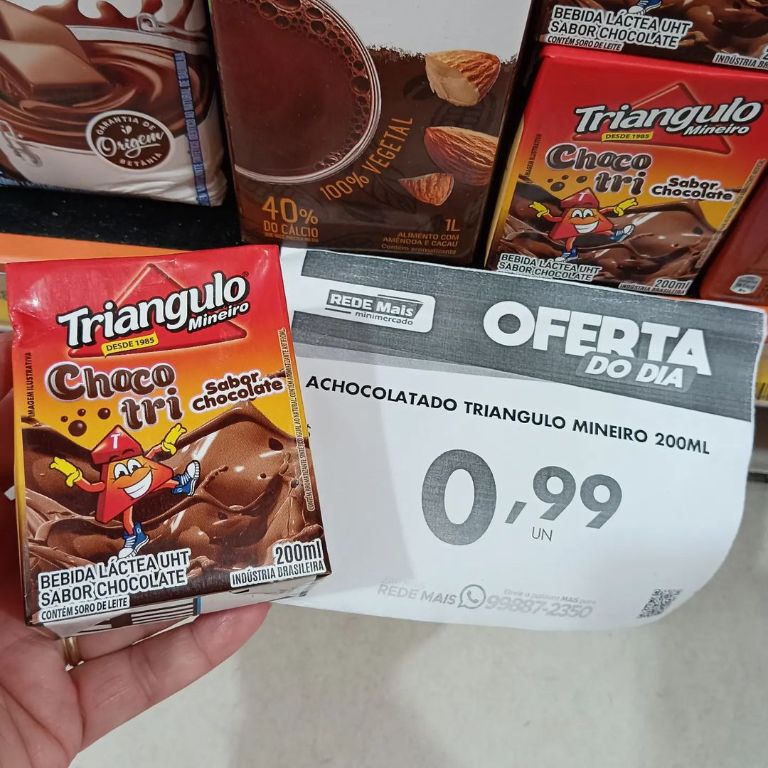 GARANTIA DE
Origem
BETÂNIA
100% VEGETAL
40%
DO CÁLCIO
1L
ALIMENTO COM
AMÊNDOA E CACAU
BEBIDA LÁCTEA UHT
SABOR CHOCOLATE
CONTÉM SORO DE LEITE
INDÚSTRIA
Triangulo
Mineiro
DESDE 1985
Choco
tri
Sabor
Chocolate
BEBIDA LÁCTEA UHT
SABOR CHOCOLATE
200ml
Triangulo
Mineiro
DESDE 1985
Choco
tri
Sabor
Chocolate
IMAGEM ILUSTRATIVA
T
200ml
INDÚSTRIA BRASILEIRA
BEBIDA LÁCTEA UHT
SABOR CHOCOLATE
CONTÉM SORO DE LEITE
REDE Mais
minimercado
OFERTA
DO DIA
ACHOCOLATADO TRIANGULO MINEIRO 200ML
0,99
UN
REDE MAIS 99887-2350